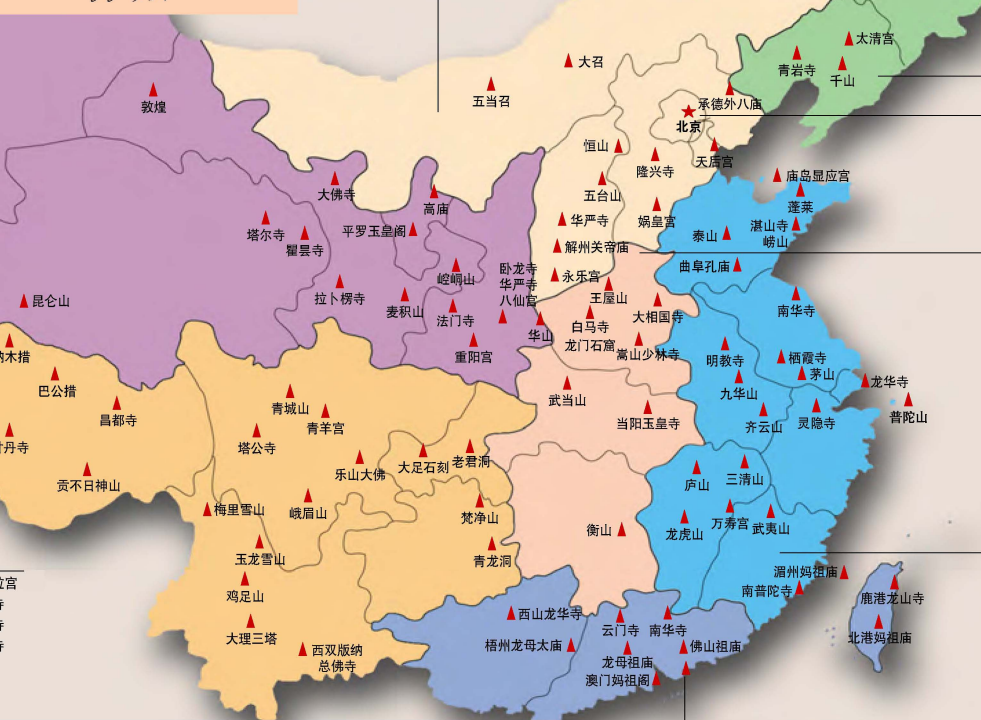 太清宫
大召
青岩寺
千山
五当召
敦煌
承德外八庙
北京
恒山
隆兴寺
天后宫
庙岛显应宫
大佛寺
五台山
蓬莱
高庙
塔尔寺
瞿昙寺
平罗玉皇阁
华严寺
娲皇宫
泰山
湛山寺
崂山
解州关帝庙
曲阜孔庙
崆峒山
卧龙寺
华严寺
八仙宫
永乐宫
昆仑山
拉卜楞寺
麦积山
王屋山
大相国寺
南华寺
法门寺
华山
白马寺
龙门石窟
嵩山少林寺
纳木措
重阳宫
明教寺
栖霞寺
茅山
巴公措
九华山
龙华寺
昌都寺
青城山
青羊宫
武当山
当阳玉皇寺
齐云山
灵隐寺
普陀山
甘丹寺
塔公寺
乐山大佛
大足石刻
老君洞
贡不日神山
庐山
三清山
梅里雪山
峨眉山
梵净山
衡山
龙虎山
万寿宫
武夷山
玉龙雪山
青龙洞
拉宫
寺
寺
寺
鸡足山
湄州妈祖庙
南普陀寺
鹿港龙山寺
大理三塔
西山龙华寺
云门寺
南华寺
北港妈祖庙
西双版纳
总佛寺
梧州龙母太庙
龙母祖庙
佛山祖庙
澳门妈祖阁